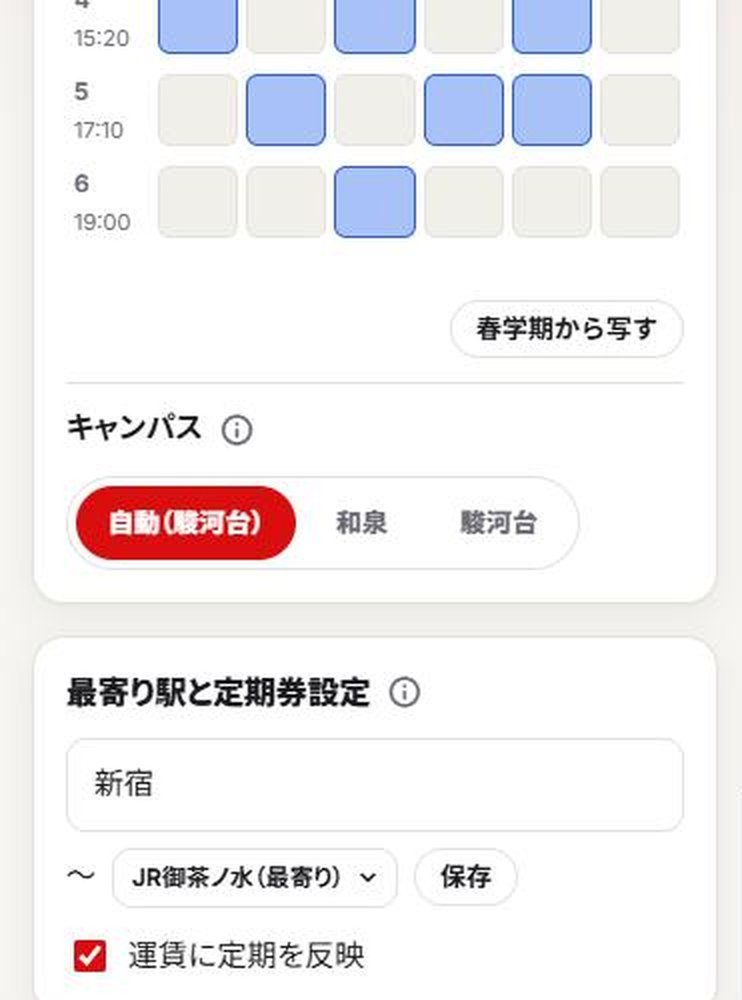 4
15:20
5
17:10
6
19:00
春学期から写す
キャンパス
自動（駿河台） 和泉 駿河台
最寄り駅と定期券設定
新宿
〜 JR御茶ノ水（最寄り） 保存
運賃に定期を反映